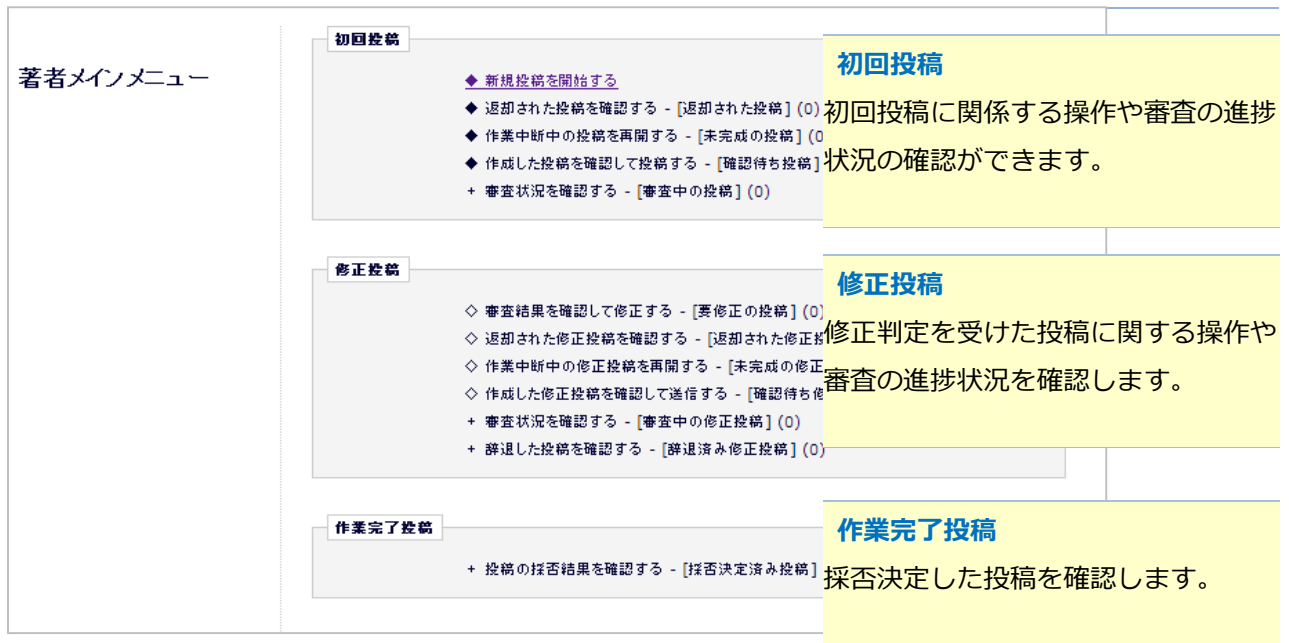 著者メインメニュー
初回投稿
◆ 新規投稿を開始する
◆ 返却された投稿を確認する - [返却された投稿] (0)
◆ 作業中断中の投稿を再開する - [未完成の投稿] (0
◆ 作成した投稿を確認して投稿する - [確認待ち投稿]
+ 審査状況を確認する - [審査中の投稿] (0)
初回投稿
初回投稿に関係する操作や審査の進捗
状況の確認ができます。
修正投稿
◇ 審査結果を確認して修正する - [要修正の投稿] (0)
◇ 返却された修正投稿を確認する - [返却された修正投
◇ 作業中断中の修正投稿を再開する - [未完成の修正
◇ 作成した修正投稿を確認して送信する - [確認待ち修
+ 審査状況を確認する - [審査中の修正投稿] (0)
+ 辞退した投稿を確認する - [辞退済み修正投稿] (0)
修正投稿
修正判定を受けた投稿に関する操作や
審査の進捗状況を確認します。
作業完了投稿
+ 投稿の採否結果を確認する - [採否決定済み投稿]
作業完了投稿
採否決定した投稿を確認します。